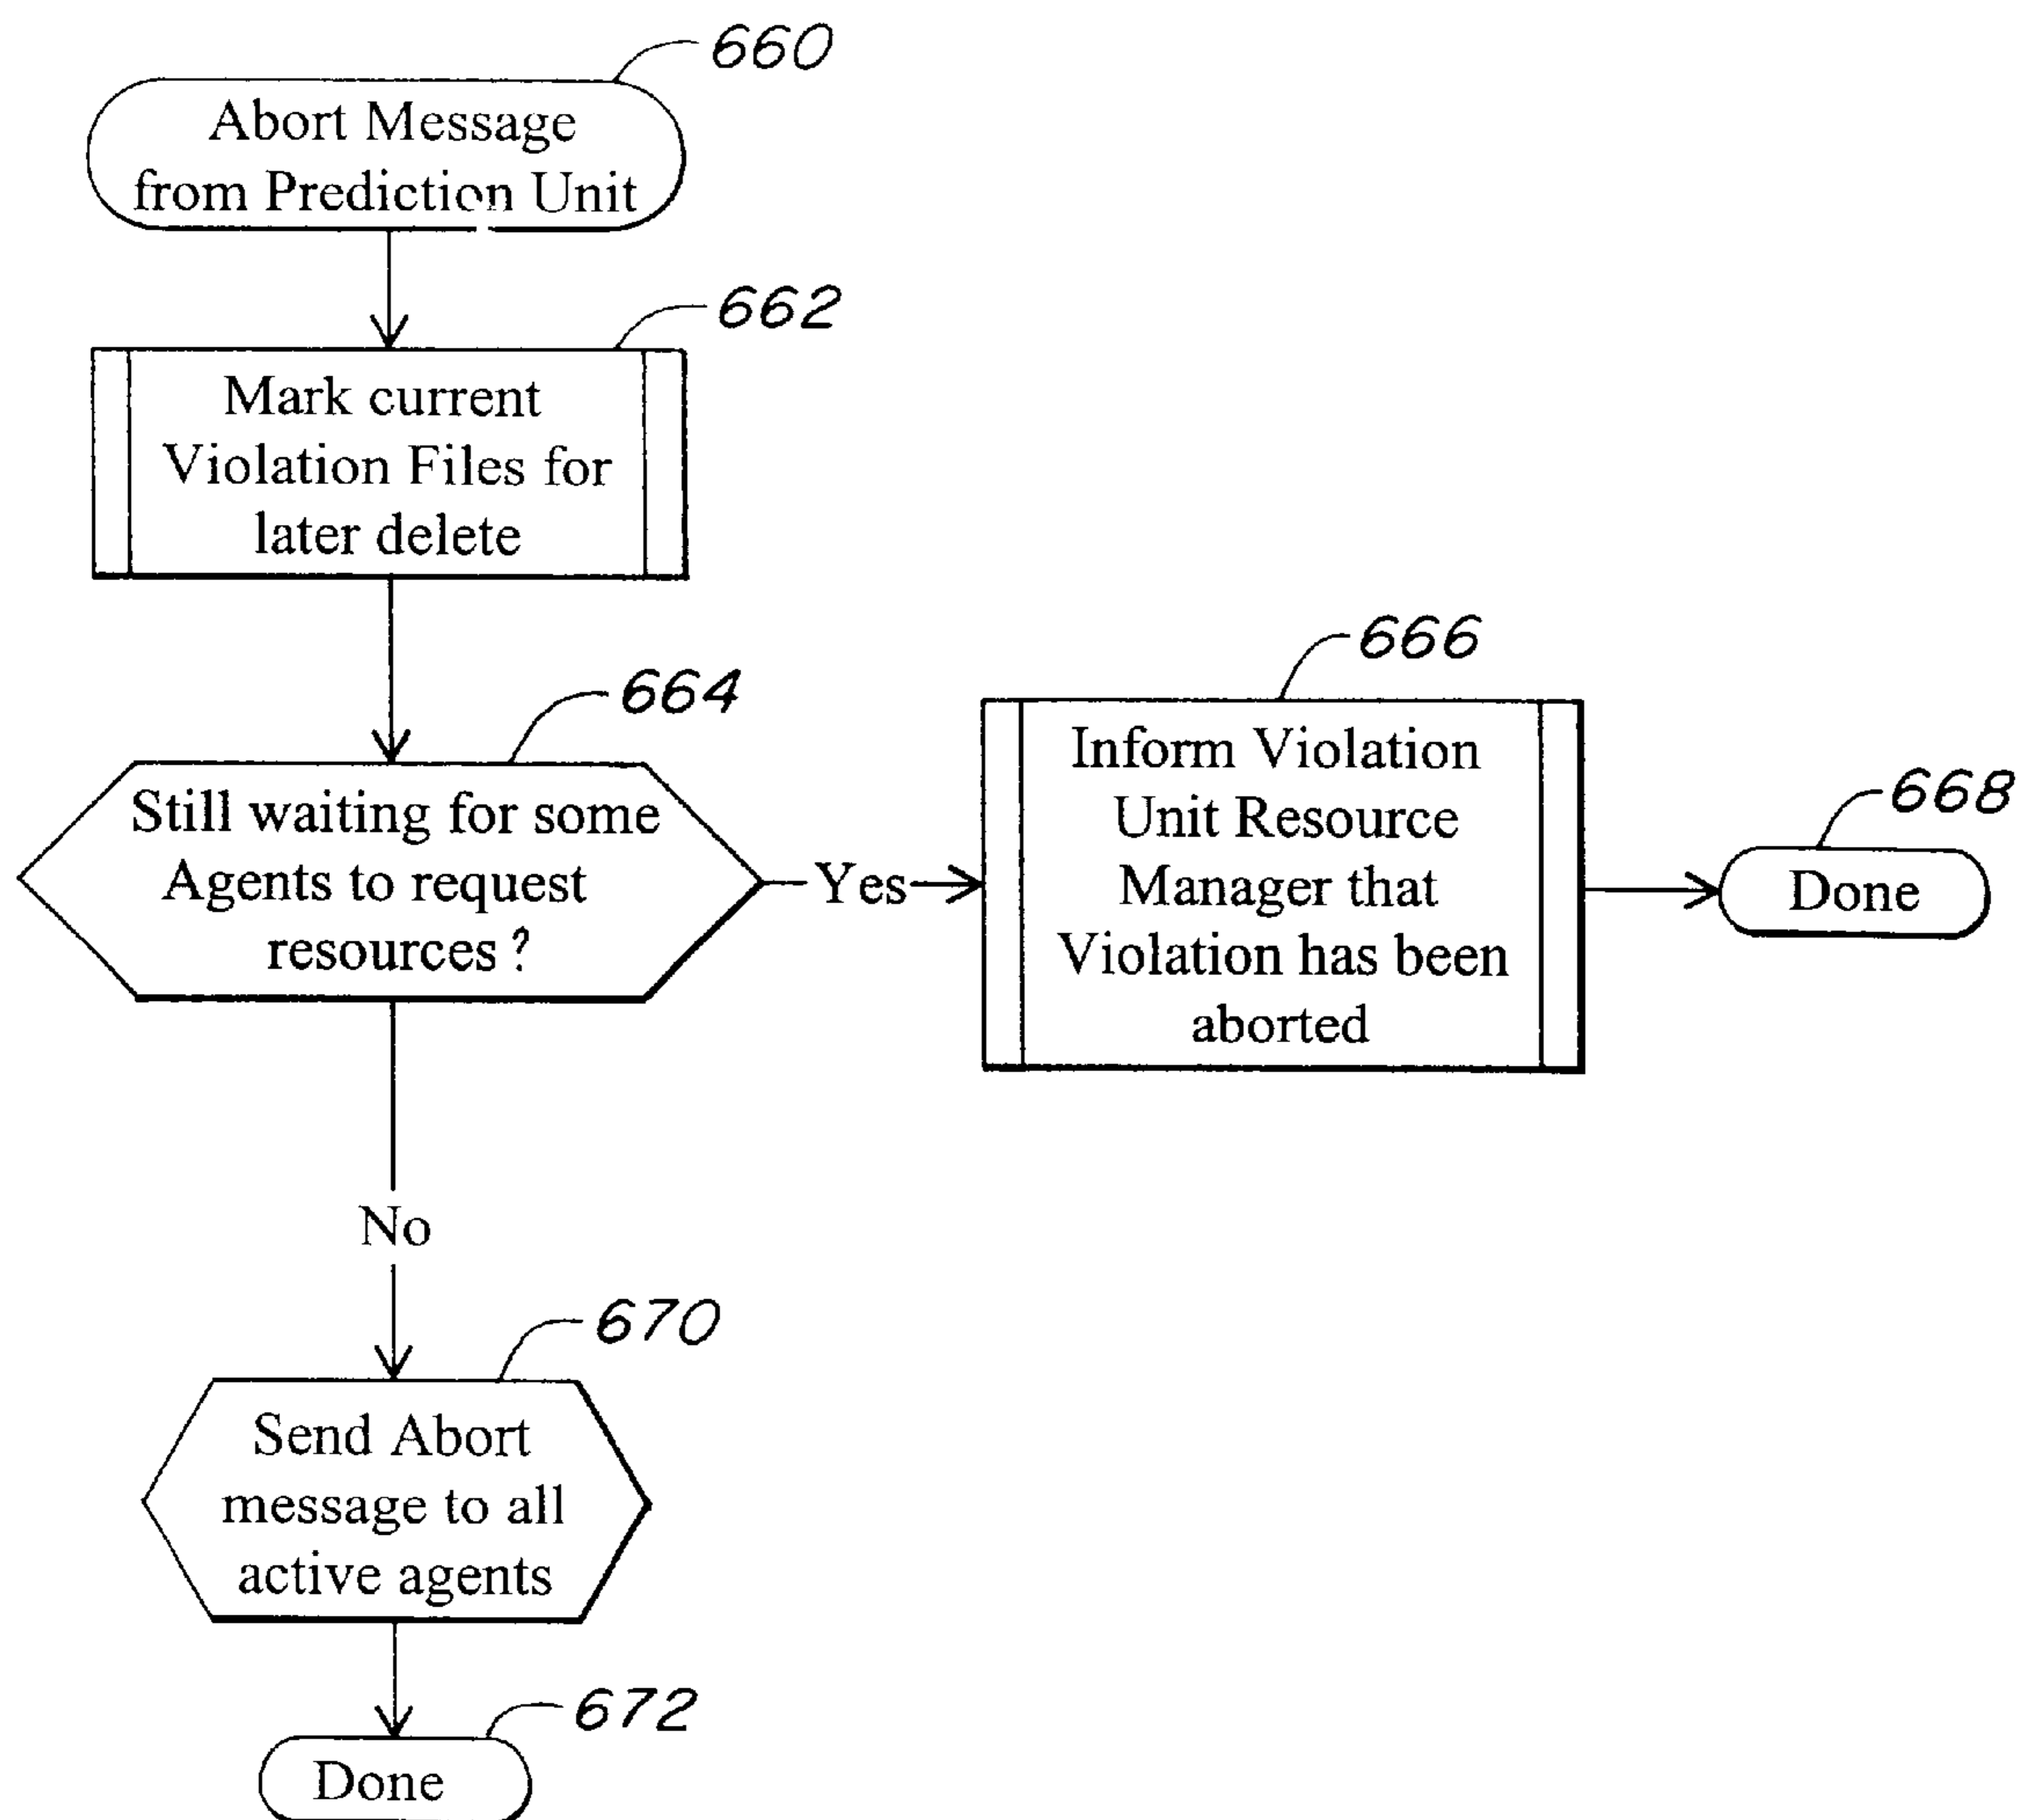 660
Abort Message
from Prediction Unit
662
Mark current
Violation Files for
later delete
664
Still waiting for some
Agents to request
resources?
Yes
666
Inform Violation
Unit Resource
Manager that
Violation has been
aborted
668
Done
No
670
Send Abort
message to all
active agents
672
Done